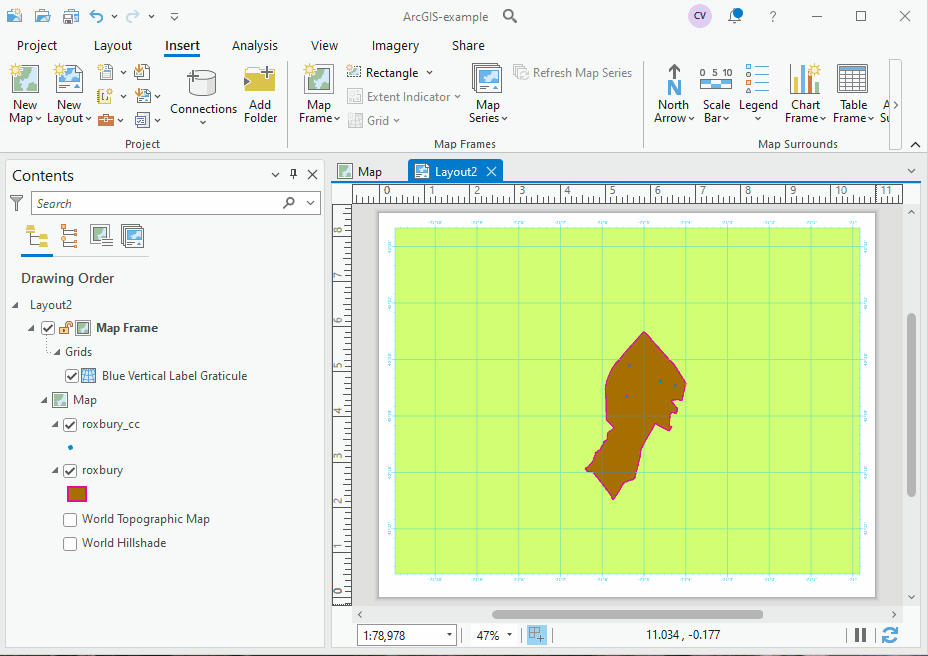 ArcGIS-example
CV
?
Project Layout Insert Analysis View Imagery Share
New Map
New Layout
Connections
Add Folder
Project
Map Frame
Rectangle
Extent Indicator
Grid
Map Series
Refresh Map Series
Map Frames
North Arrow
0 5 10
Scale Bar
Legend
Chart Frame
Table Frame
Map Surrounds
Contents
Search
Drawing Order
Layout2
Map Frame
Grids
Blue Vertical Label Graticule
Map
roxbury_cc
roxbury
World Topographic Map
World Hillshade
Map Layout2
0 1 2 3 4 5 6 7 8 9 10 11
8
7
6
5
4
3
2
1
0
1:78,978
47%
11.034 , -0.177